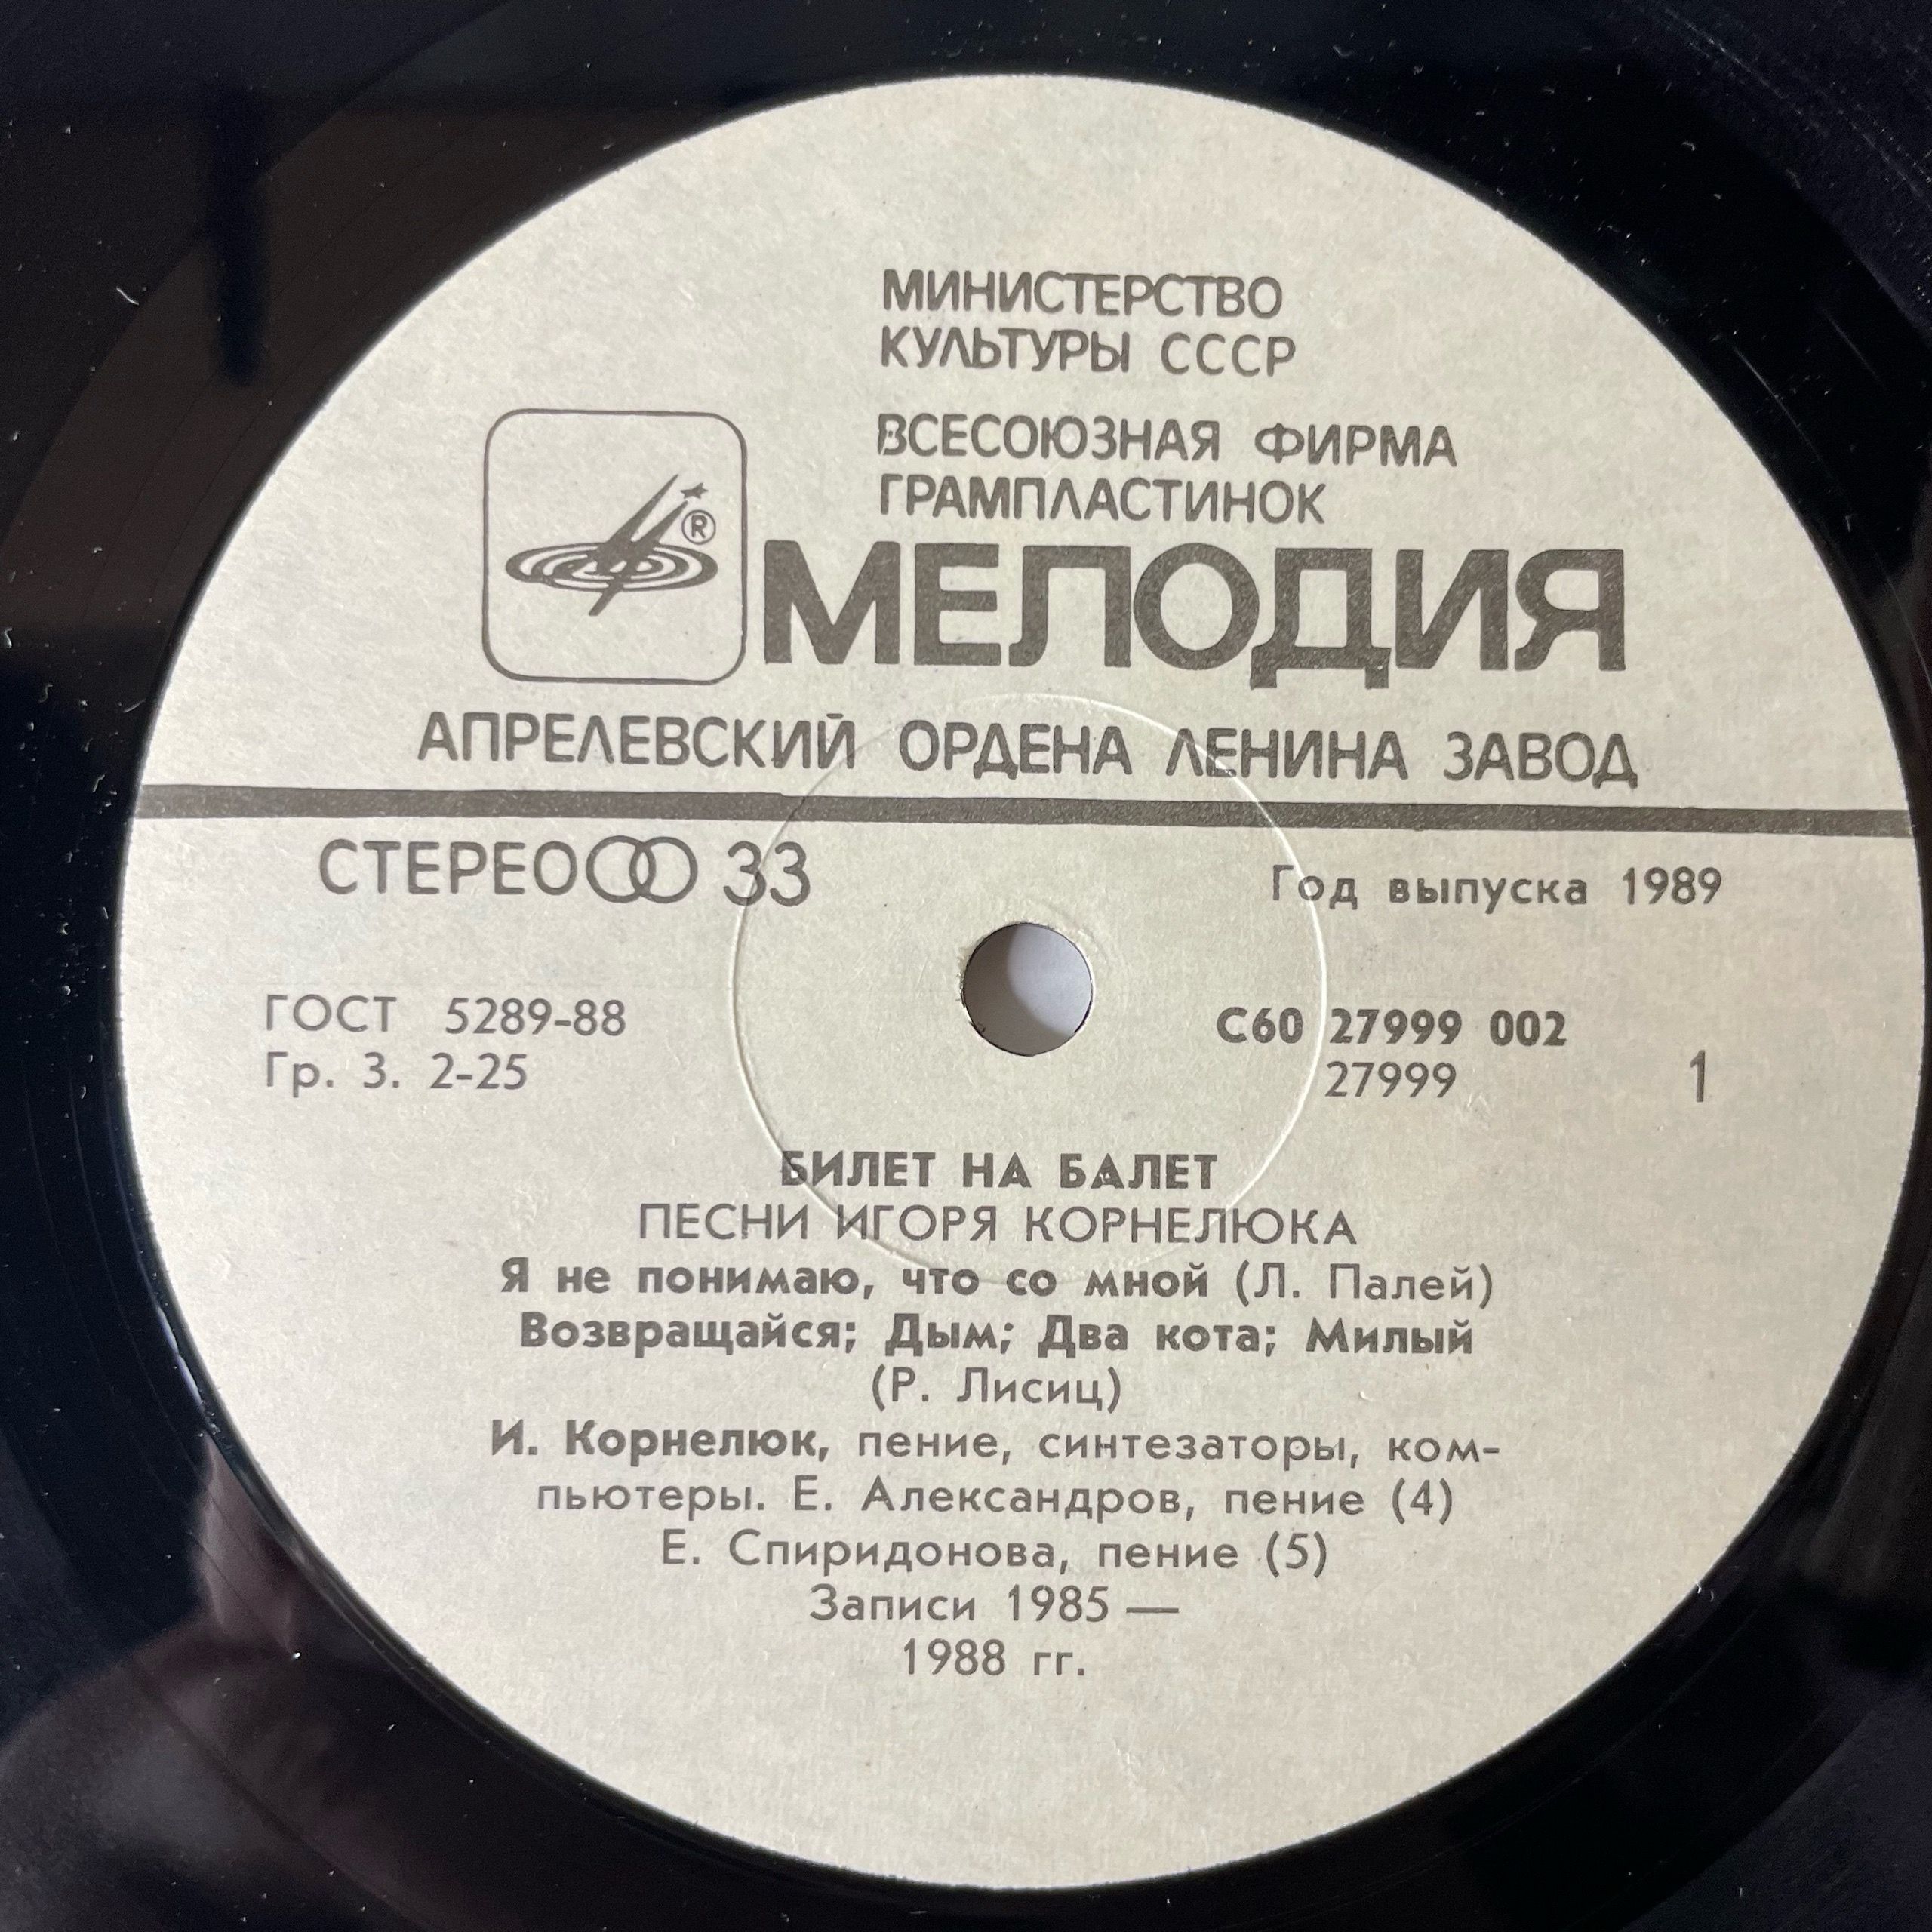 МИНИСТЕРСТВО
КУЛЬТУРЫ СССР
ВСЕСОЮЗНАЯ ФИРМА
ГРАМПЛАСТИНОК
®
МЕЛОДИЯ
АПРЕЛЕВСКИЙ ОРДЕНА ЛЕНИНА ЗАВОД
СТЕРЕО 33
Год выпуска 1989
ГОСТ 5289-88
Гр. 3. 2-25
С60 27999 002
27999
1
БИЛЕТ НА БАЛЕТ
ПЕСНИ ИГОРЯ КОРНЕЛЮКА
Я не понимаю, что со мной (Л. Палей)
Возвращайся; Дым; Два кота; Милый
(Р. Лисиц)
И. Корнелюк, пение, синтезаторы, ком-
пьютеры. Е. Александров, пение (4)
Е. Спиридонова, пение (5)
Записи 1985 —
1988 гг.